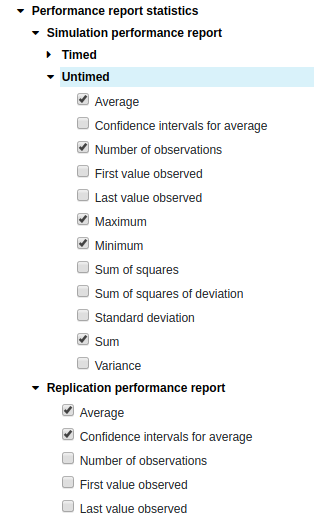 Performance report statistics
Simulation performance report
Timed
Untimed
Average
Confidence intervals for average
Number of observations
First value observed
Last value observed
Maximum
Minimum
Sum of squares
Sum of squares of deviation
Standard deviation
Sum
Variance
Replication performance report
Average
Confidence intervals for average
Number of observations
First value observed
Last value observed